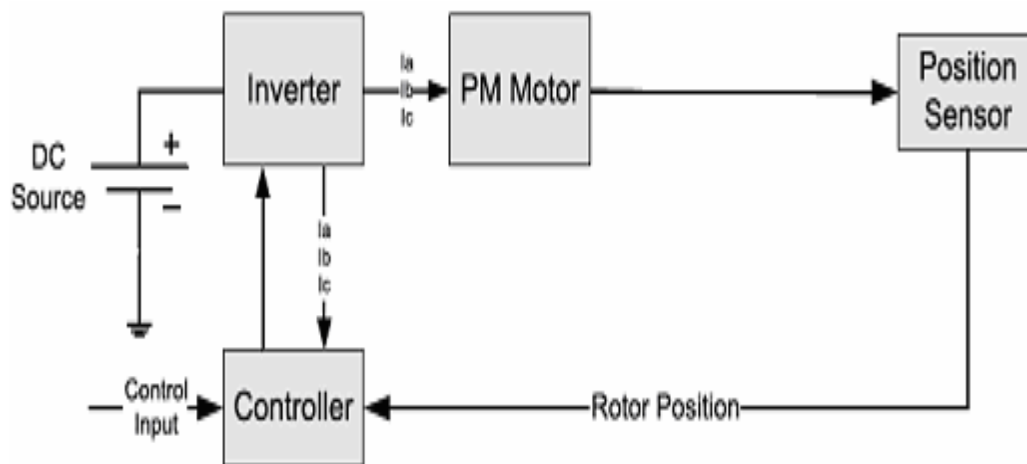 Inverter
Ia
Ib
Ic
PM Motor
Position
Sensor
DC
Source
+
−
Ia
Ib
Ic
Control
Input
Controller
Rotor Position